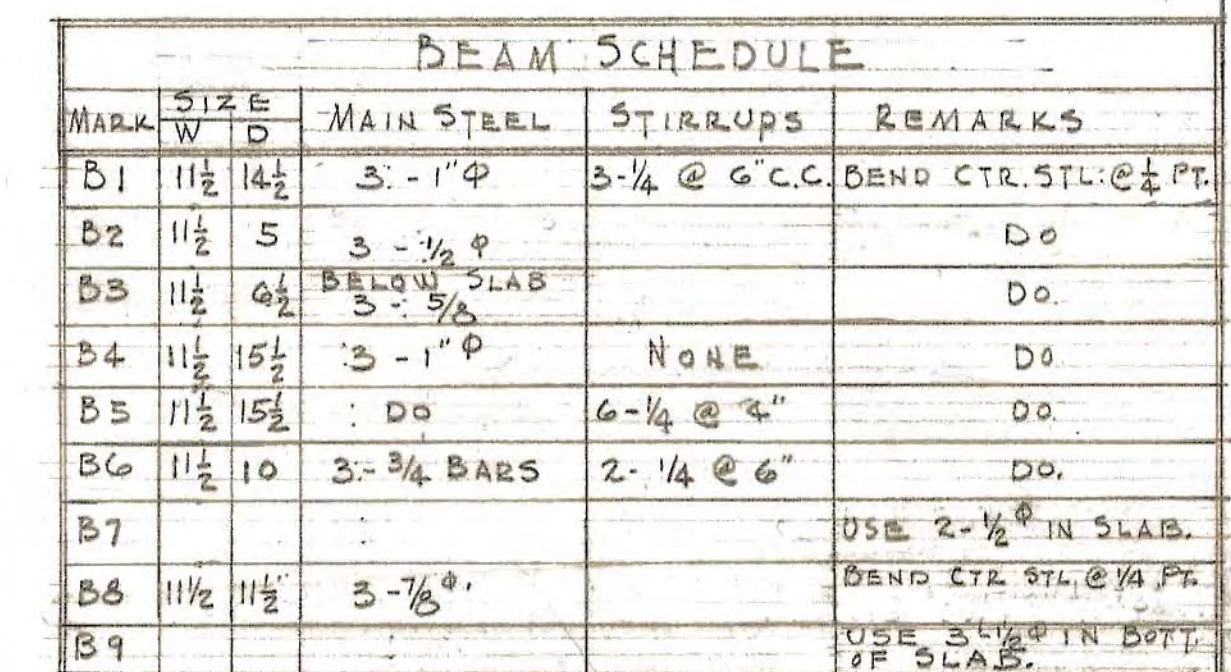 BEAM SCHEDULE
MARK SIZE MAIN STEEL STIRRUPS REMARKS
W D
B1 11½ 14½ 3 - 1" φ 3-¼ @ 6" C.C. BEND CTR. STL. @ ¼ PT.
B2 11½ 5 3 - ½ φ DO
B3 11½ 6½ BELOW SLAB DO.
3 - 5/8
B4 11½ 15½ 3 - 1" φ NONE DO.
B5 11½ 15½ DO 6-¼ @ 4" DO.
B6 11½ 10 3 - ¾ BARS 2 - ¼ @ 6" DO.
B7 USE 2-½ φ IN SLAB.
B8 11½ 11½" 3 - ⅞ φ. BEND CTR STL @ ¼ PT.
B9 USE 3-½ φ IN BOTT.
OF SLAB.